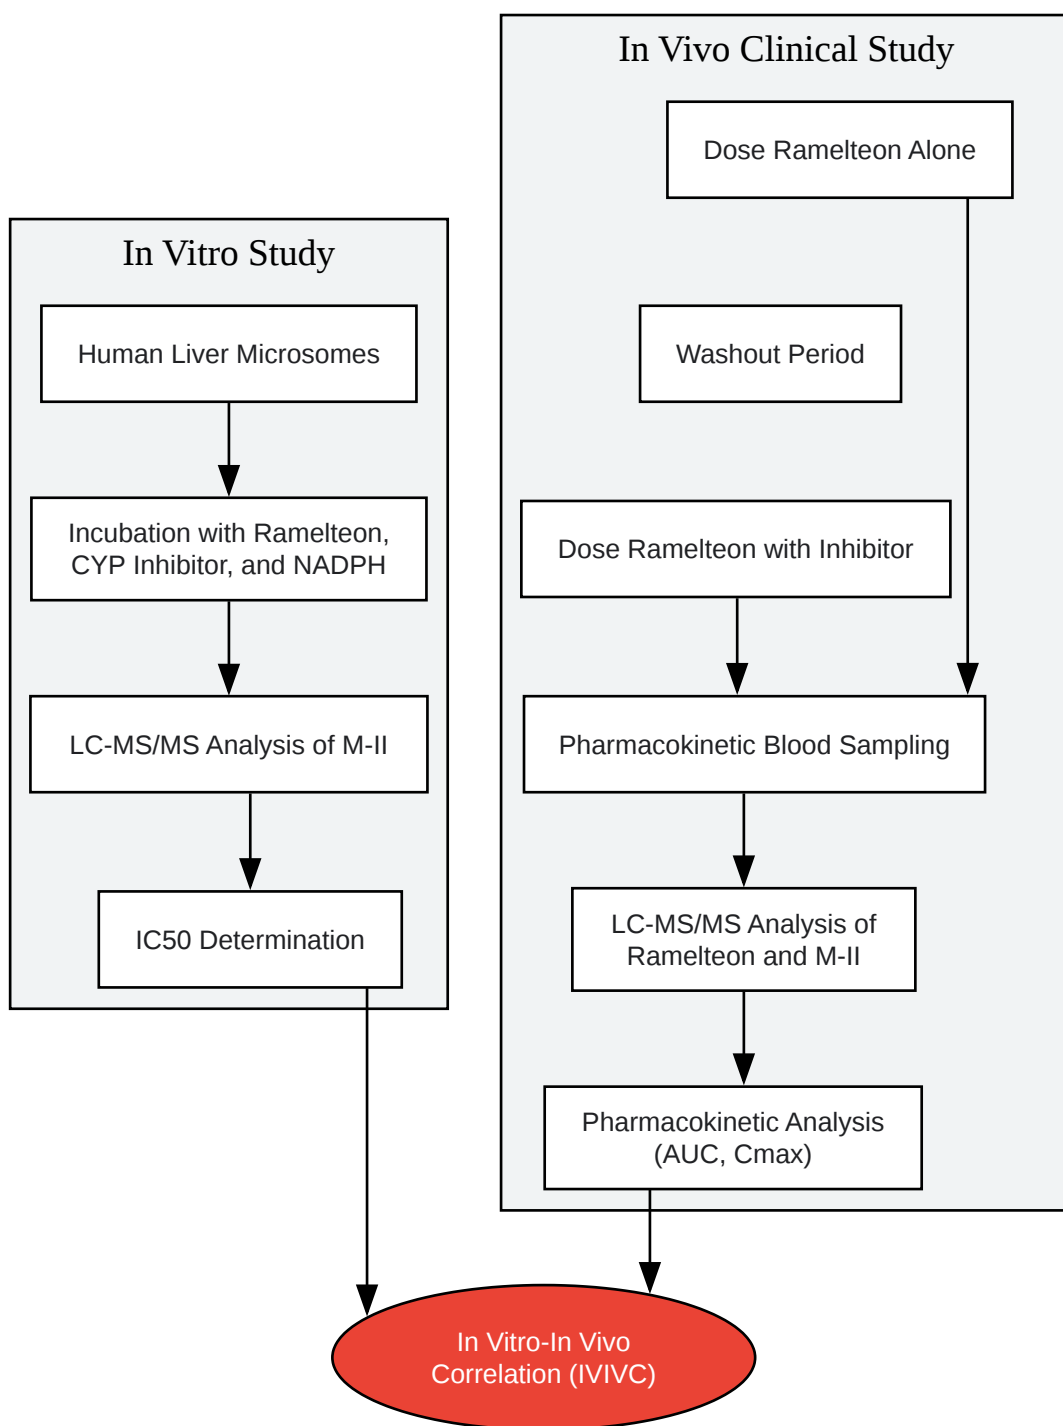 In Vitro Study
Human Liver Microsomes
Incubation with Ramelteon,
CYP Inhibitor, and NADPH
LC-MS/MS Analysis of M-II
IC50 Determination
In Vivo Clinical Study
Dose Ramelteon Alone
Washout Period
Dose Ramelteon with Inhibitor
Pharmacokinetic Blood Sampling
LC-MS/MS Analysis of
Ramelteon and M-II
Pharmacokinetic Analysis
(AUC, Cmax)
In Vitro-In Vivo
Correlation (IVIVC)